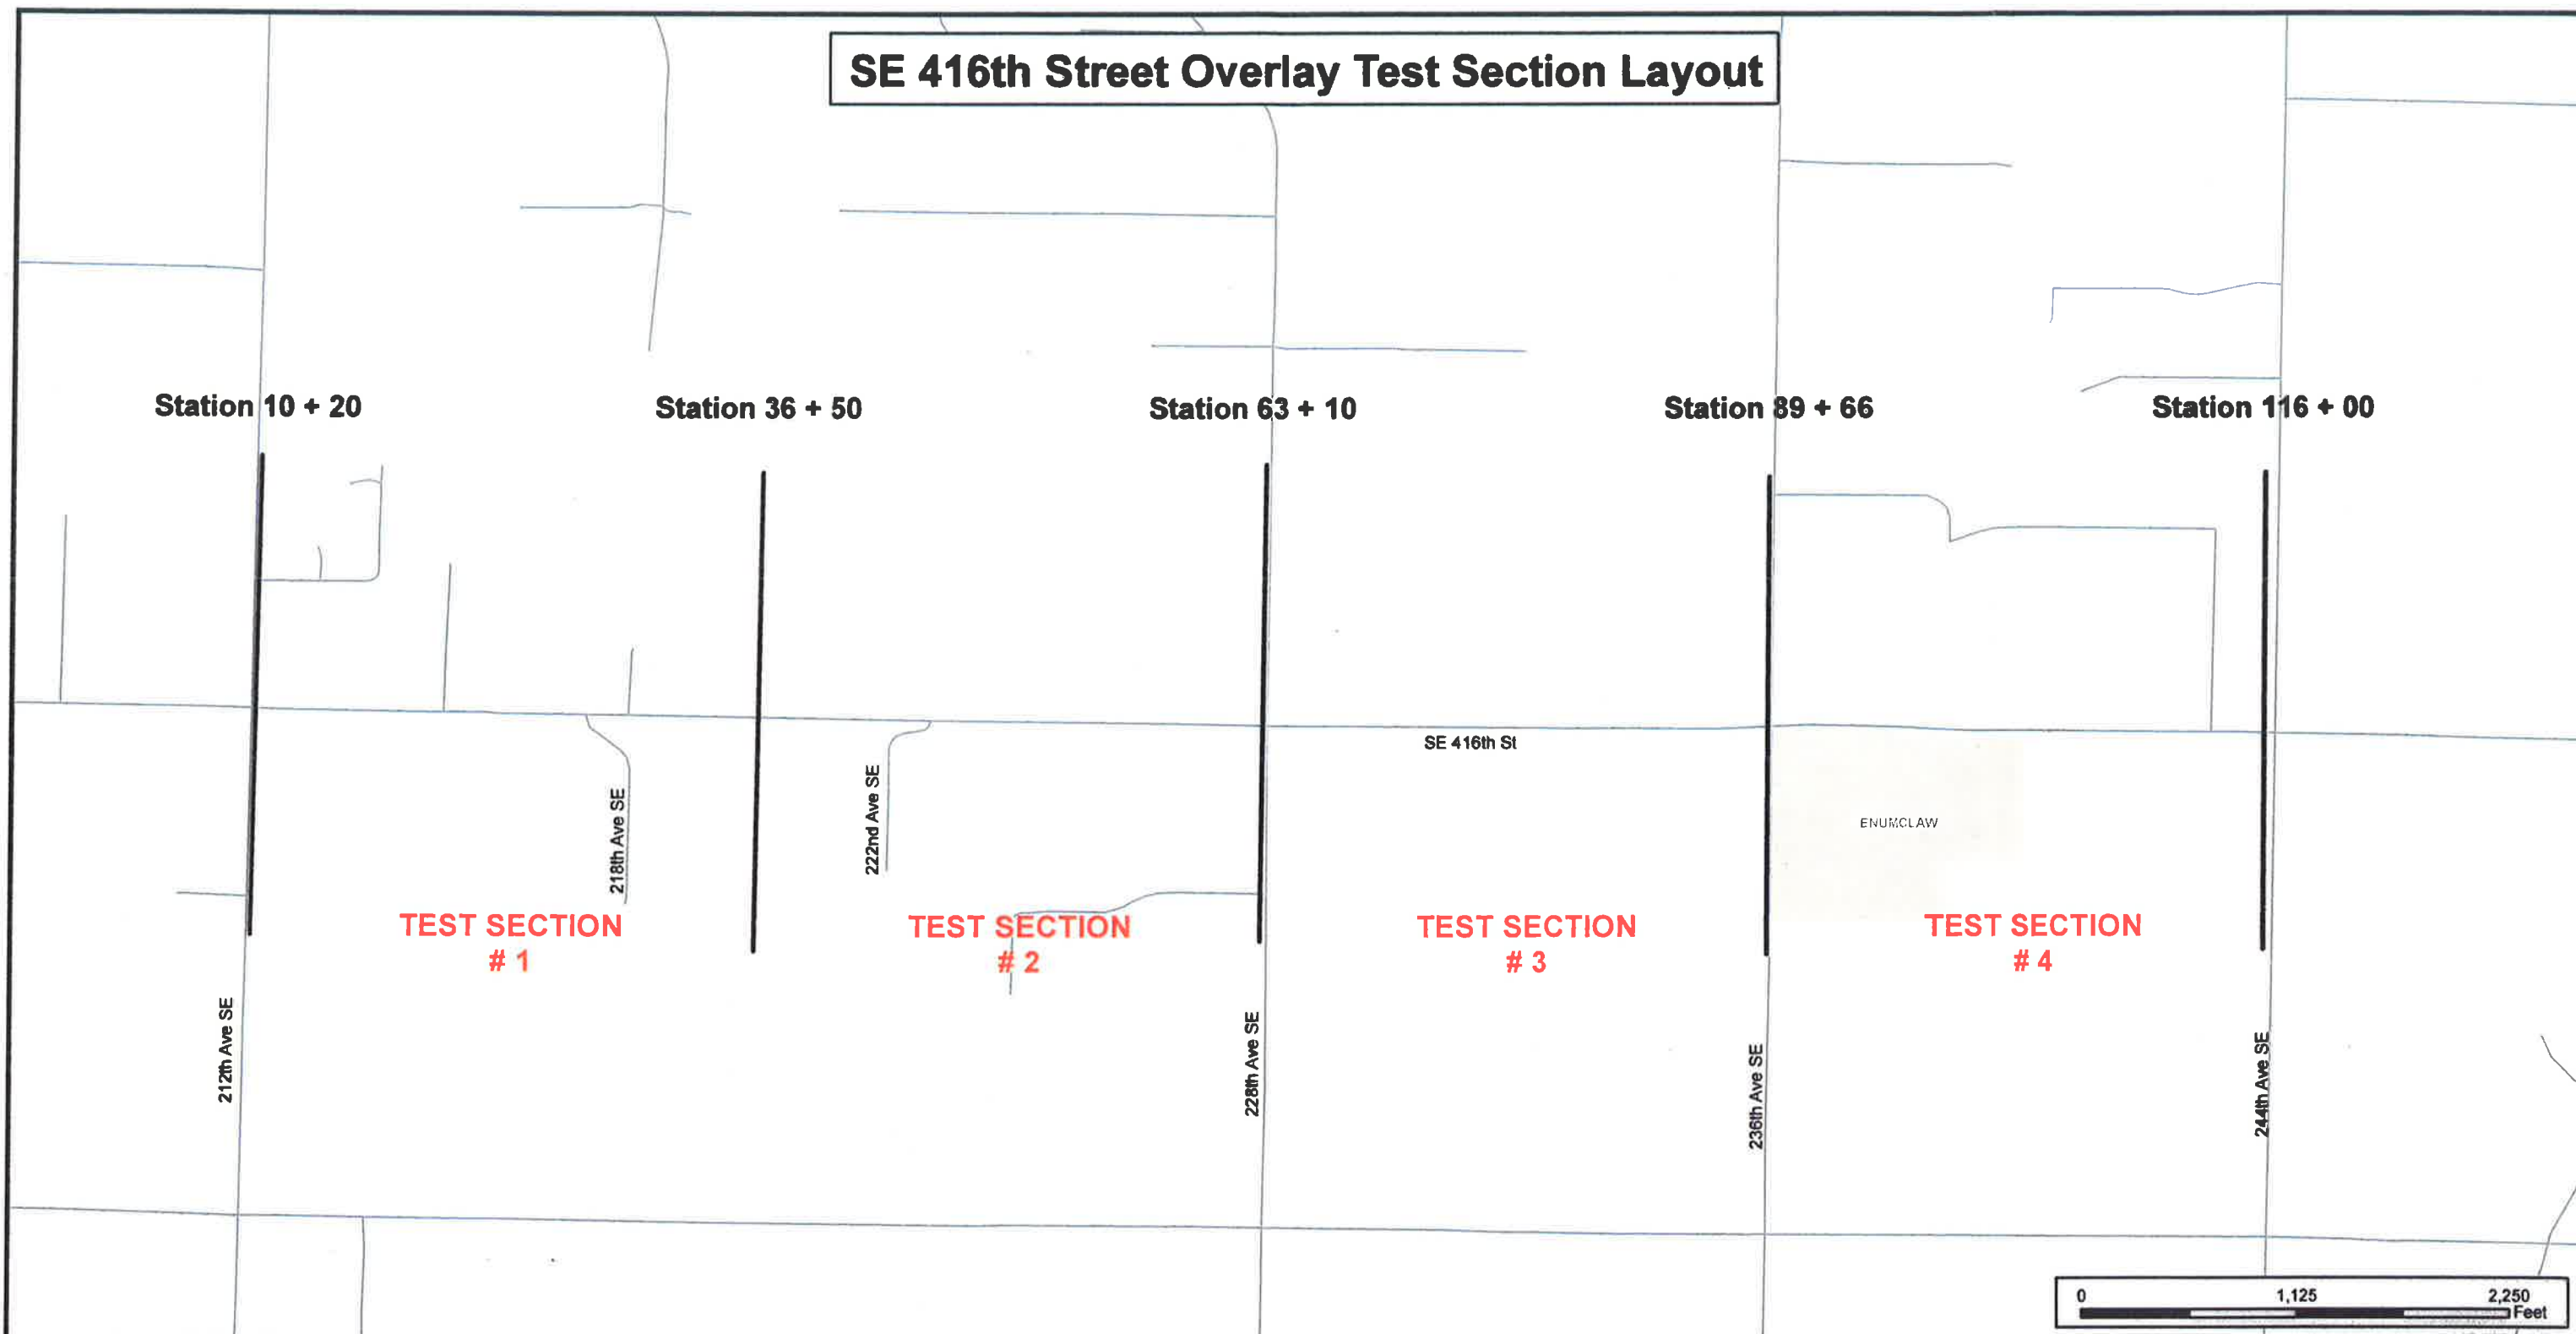 SE 416th Street Overlay Test Section Layout
Station 10 + 20
Station 36 + 50
Station 63 + 10
Station 89 + 66
Station 116 + 00
SE 416th St
218th Ave SE
222nd Ave SE
ENUMCLAW
TEST SECTION
# 1
TEST SECTION
# 2
TEST SECTION
# 3
TEST SECTION
# 4
212th Ave SE
228th Ave SE
236th Ave SE
244th Ave SE
0 1,125 2,250
Feet